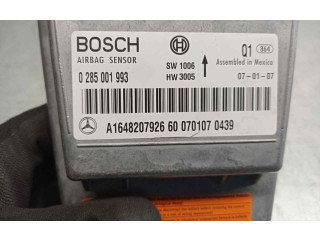 BOSCH
AIRBAG SENSOR
0 285 001 993
SW 1006
HW 3005
Q1 864
Assembled in Mexico
07-01-07
A1648207926 60 070107 0439